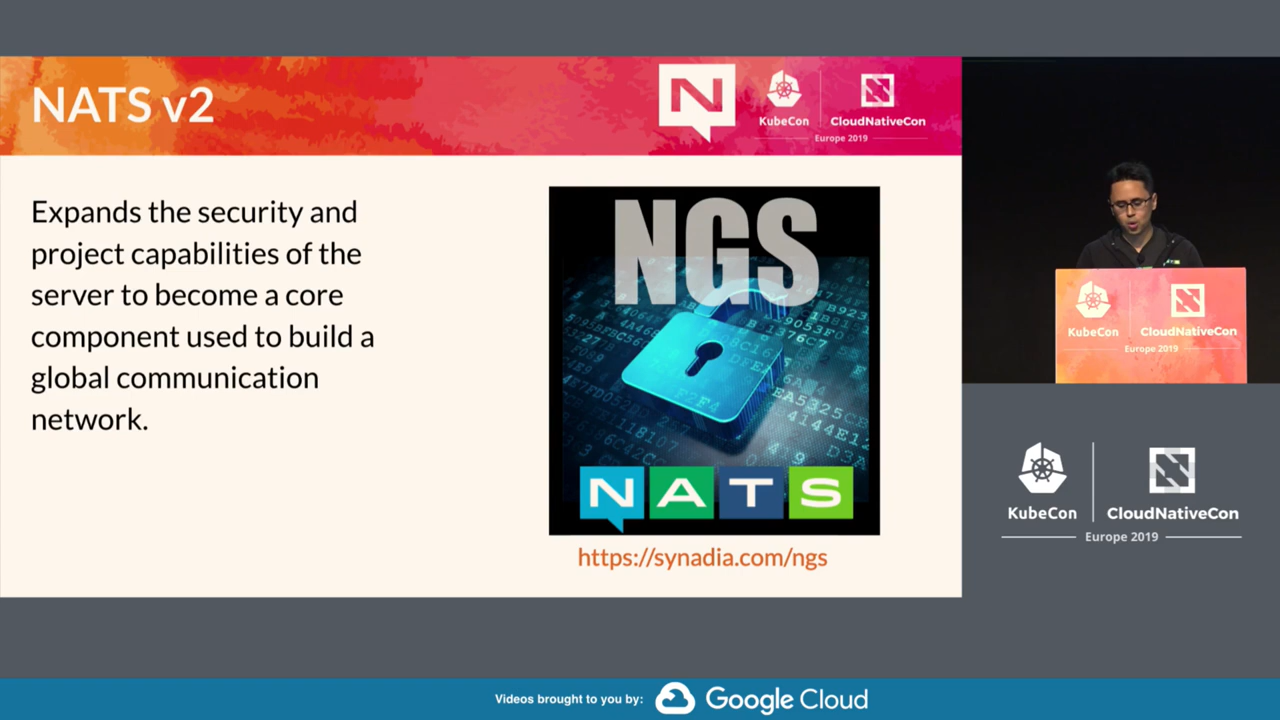 NATS v2
N
KubeCon
CloudNativeCon
Europe 2019
Expands the security and
project capabilities of the
server to become a core
component used to build a
global communication
network.
NGS
NATS
https://synadia.com/ngs
KubeCon
CloudNativeCon
Europe 2019
KubeCon
CloudNativeCon
Europe 2019
Videos brought to you by: Google Cloud